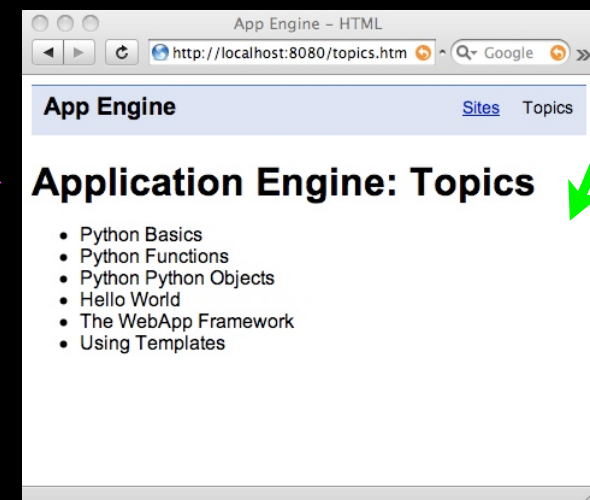 App Engine - HTML
http://localhost:8080/topics.htm Google
App Engine Sites Topics
Application Engine: Topics
• Python Basics
• Python Functions
• Python Python Objects
• Hello World
• The WebApp Framework
• Using Templates